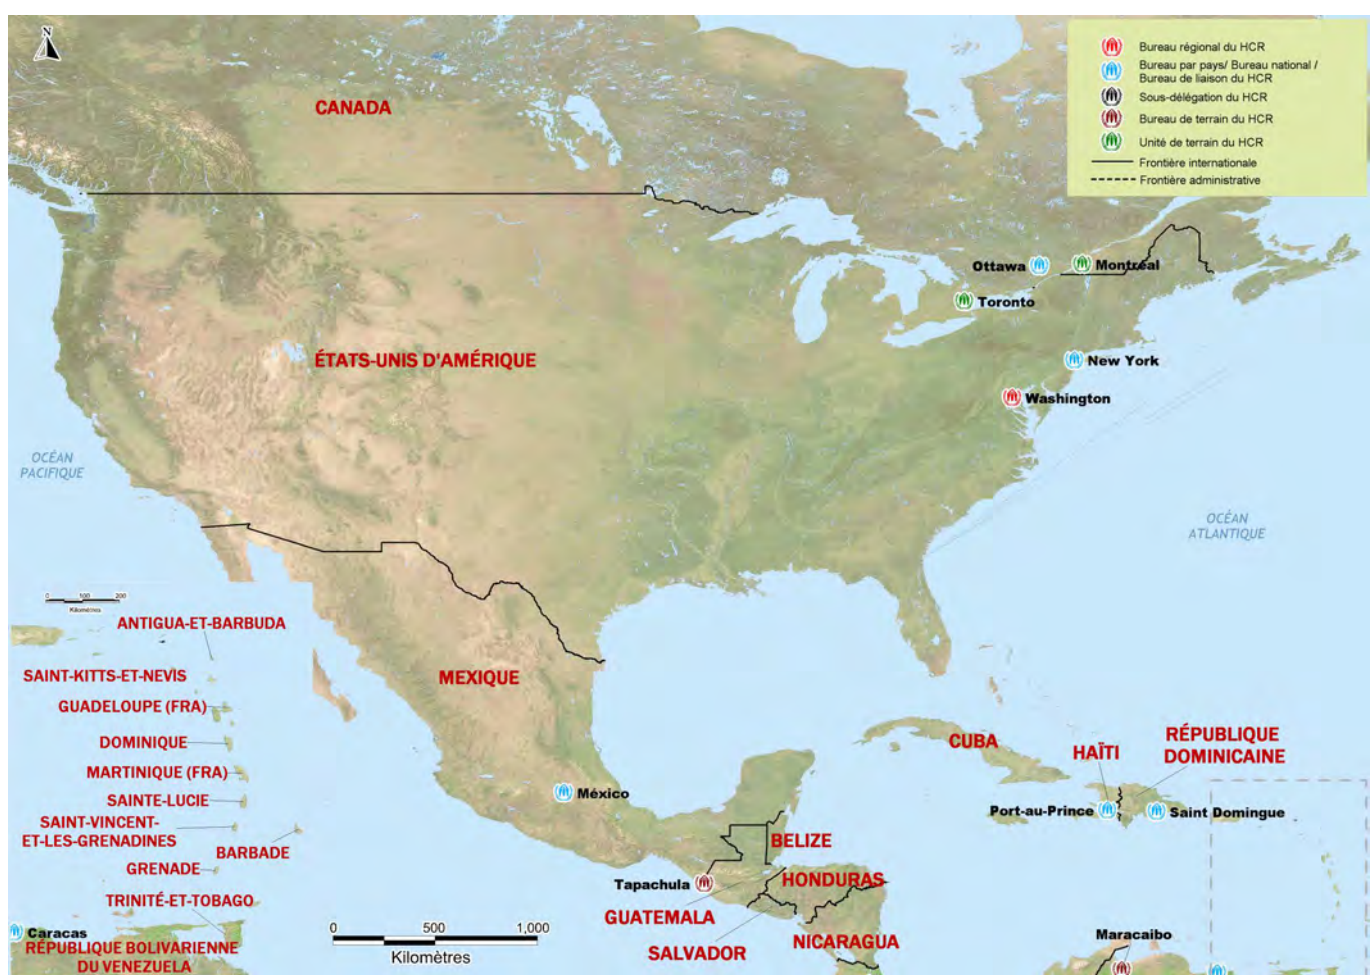 N
Bureau régional du HCR
Bureau par pays/ Bureau national /
Bureau de liaison du HCR
Sous-délégation du HCR
Bureau de terrain du HCR
Unité de terrain du HCR
Frontière internationale
Frontière administrative
CANADA
Ottawa
Montréal
Toronto
ÉTATS-UNIS D'AMÉRIQUE
New York
Washington
OCÉAN
PACIFIQUE
OCÉAN
ATLANTIQUE
0 100 200
Kilomètres
ANTIGUA-ET-BARBUDA
SAINT-KITTS-ET-NEVIS
GUADELOUPE (FRA)
DOMINIQUE
MARTINIQUE (FRA)
SAINTE-LUCIE
SAINT-VINCENT-
ET-LES-GRENADINES
BARBADE
GRENADE
TRINITÉ-ET-TOBAGO
Caracas
RÉPUBLIQUE BOLIVARIENNE
DU VENEZUELA
MEXIQUE
México
CUBA
HAÏTI
RÉPUBLIQUE
DOMINICAINE
Port-au-Prince
Saint Domingue
BELIZE
Tapachula
HONDURAS
GUATEMALA
SALVADOR
NICARAGUA
Maracaibo
0 500 1,000
Kilomètres